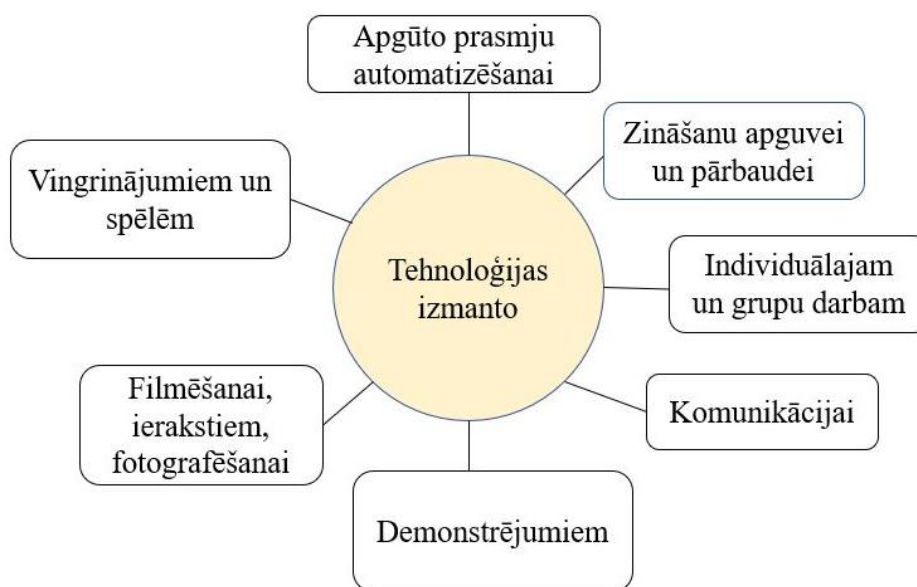 Apgūto prasmju
automatizēšanai
Zināšanu apguvei
un pārbaudei
Vingrinājumiem un
spēlēm
Individuālajam
un grupu darbam
Tehnoloģijas
izmanto
Filmēšanai,
ierakstiem,
fotografēšanai
Komunikācijai
Demonstrējumiem